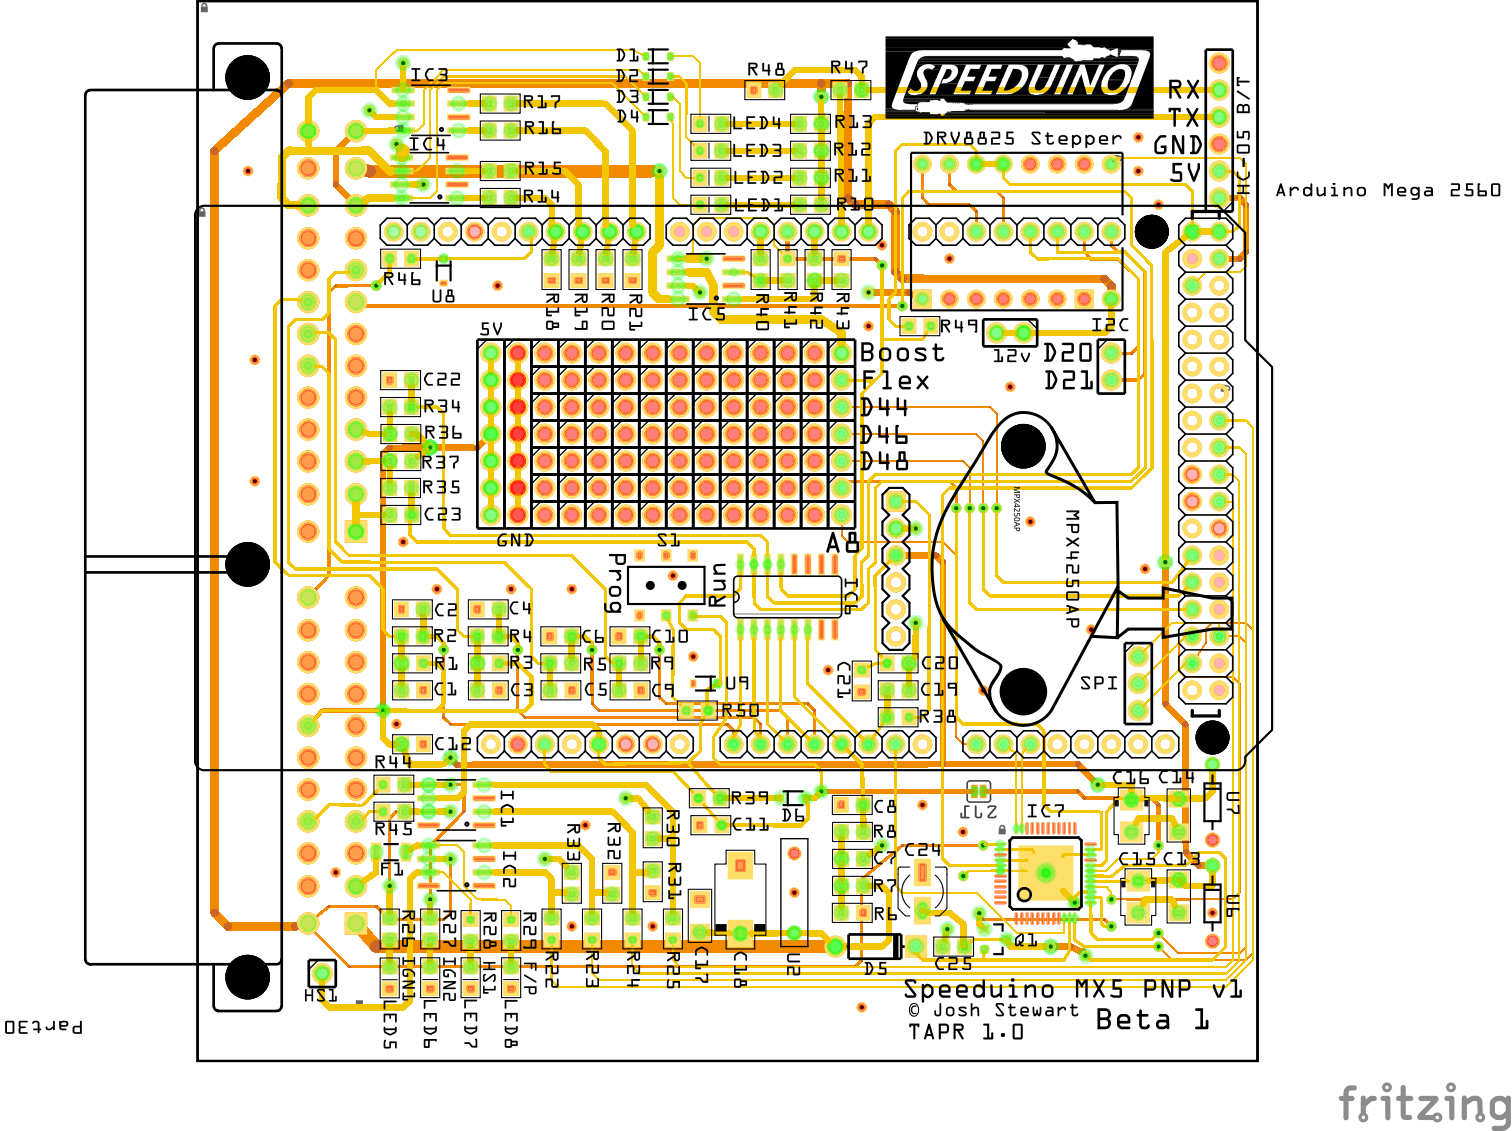 SPEEDUINO
D1
D2
D3
D4
R48
R47
IC3
R17
R16
IC4
R15
R14
LED4
R13
LED3
R12
LED2
R11
LED1
R10
DRV8825 Stepper
RX
TX
GND
5V
HC-05 B/T
Arduino Mega 2560
R46
U8
R18
R19
R20
R21
IC5
R40
R41
R42
R43
R49
12v
I2C
D20
D21
5V
Boost
Flex
D44
D46
D48
A8
GND
C22
R34
R36
R37
R35
C23
S1
Prog
Run
IC6
MPX4250AP
MPX4250AP
C2
C4
R2
R4
C6
C10
R1
R3
R5
R9
C1
C3
C5
C9
U9
R50
C21
C20
C19
R38
SPI
C12
R44
R45
IC1
IC2
F1
R39
D6
C11
R30
R31
R33
R32
C8
R8
C7
R7
R6
C24
J12
IC7
C16
C14
C15
C13
U7
U6
R26
R27
R28
R29
R22
R23
R24
R25
C17
C18
U2
D5
C25
Q1
HS1
IGN1
IGN2
HS1
F/P
LED5
LED6
LED7
LED8
Speeduino MX5 PNP v1
© Josh Stewart
Beta 1
TAPR 1.0
Part30
fritzing